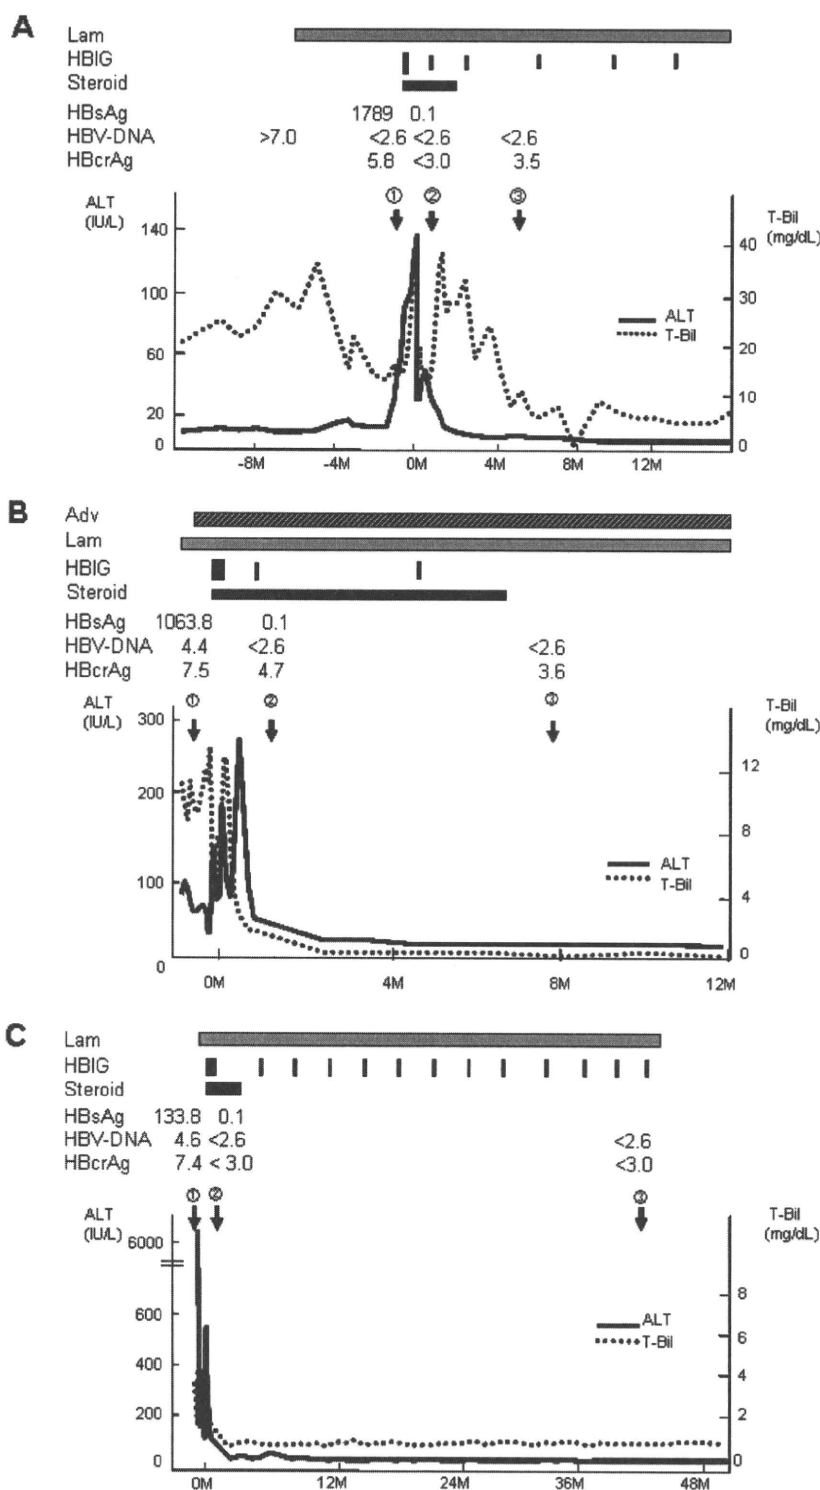 A
Lam
HBIG
Steroid
HBsAg 1789 0.1
HBV-DNA >7.0 <2.6 <2.6 <2.6
HBcrAg 5.8 <3.0 3.5
ALT (IU/L)
① ② ③
T-Bil (mg/dL)
140
100
60
20
0
40
30
20
10
0
ALT
T-Bil
-8M -4M 0M 4M 8M 12M
B
Adv
Lam
HBIG
Steroid
HBsAg 1063.8 0.1
HBV-DNA 4.4 <2.6 <2.6
HBcrAg 7.5 4.7 3.6
ALT (IU/L)
① ② ③
T-Bil (mg/dL)
300
200
100
0
12
8
4
0
ALT
T-Bil
0M 4M 8M 12M
C
Lam
HBIG
Steroid
HBsAg 133.8 0.1
HBV-DNA 4.6 <2.6 <2.6
HBcrAg 7.4 < 3.0 <3.0
① ② ③
ALT (IU/L)
T-Bil (mg/dL)
6000
600
400
200
0
8
6
4
2
0
ALT
T-Bil
0M 12M 24M 36M 48M